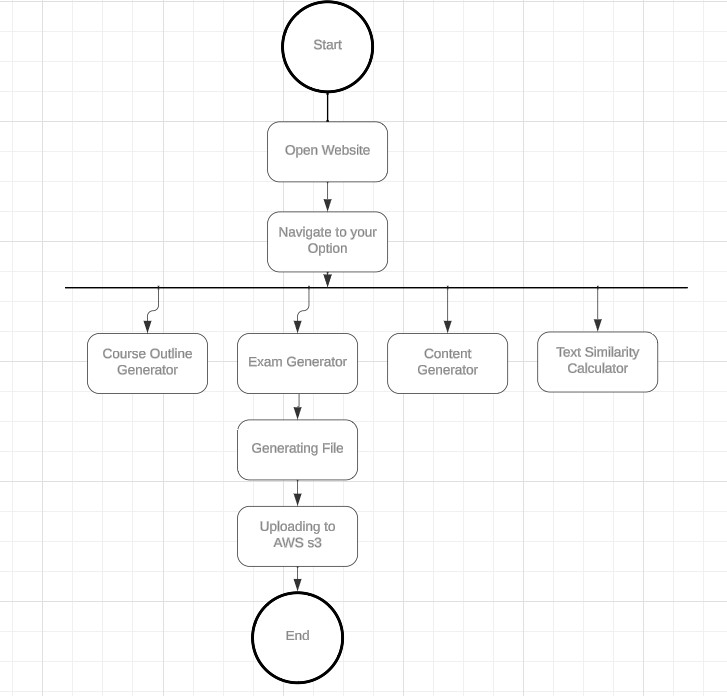 Start
Open Website
Navigate to your
Option
Course Outline
Generator
Exam Generator
Content
Generator
Text Similarity
Calculator
Generating File
Uploading to
AWS s3
End